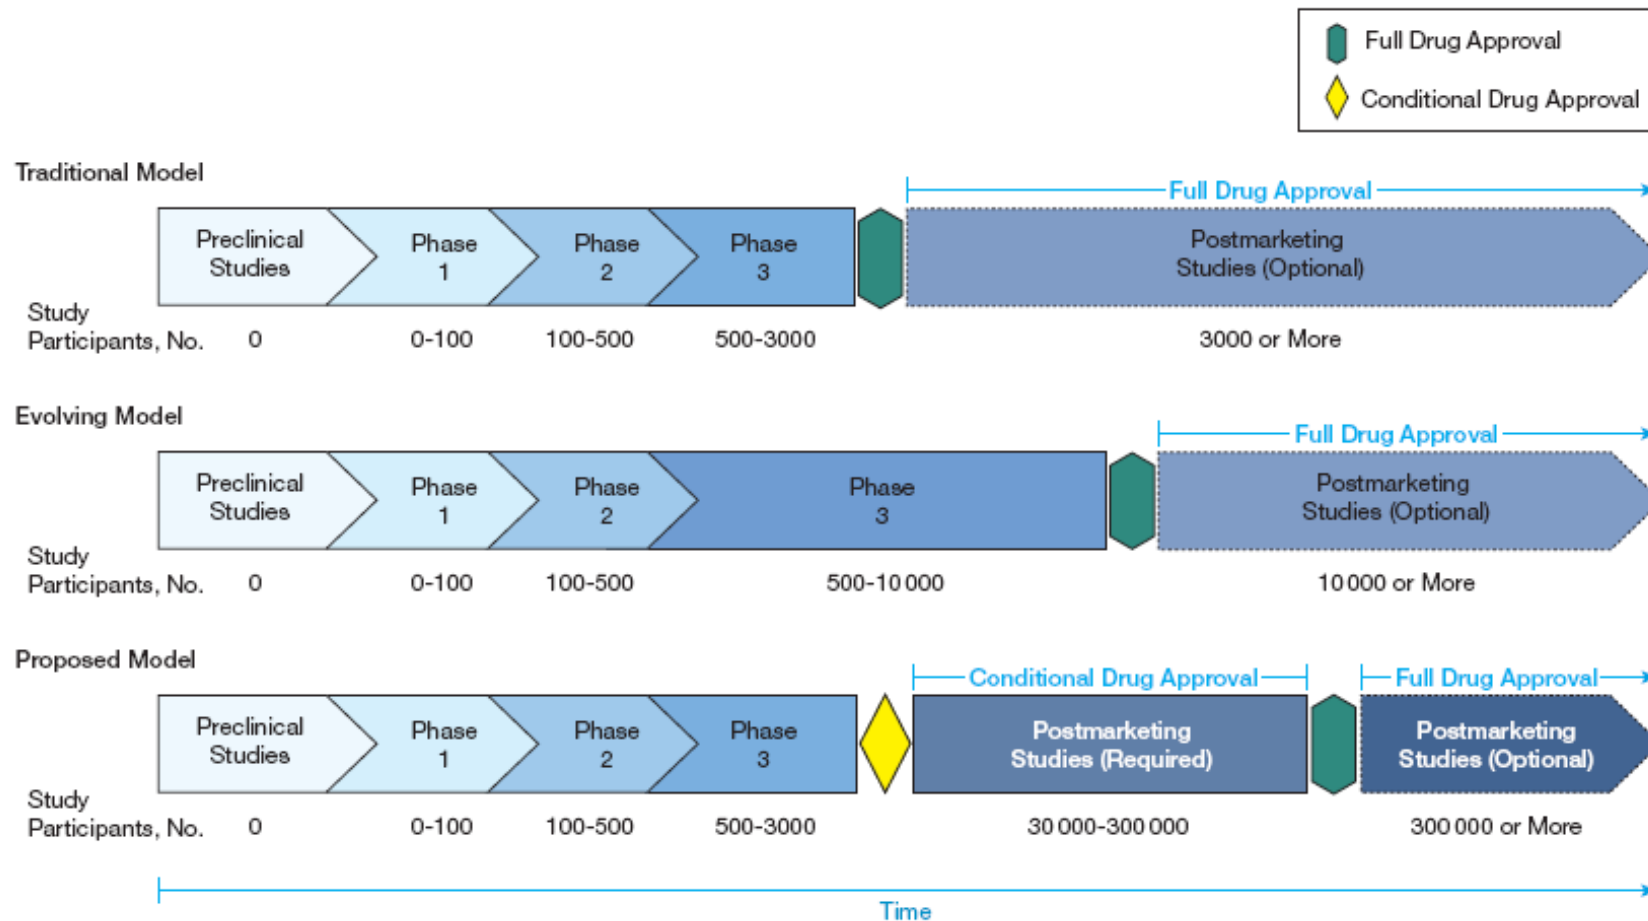 Full Drug Approval
Conditional Drug Approval
Traditional Model
Full Drug Approval
Preclinical
Studies
Phase
1
Phase
2
Phase
3
Postmarketing
Studies (Optional)
Study
Participants, No.
0
0-100
100-500
500-3000
3000 or More
Evolving Model
Full Drug Approval
Preclinical
Studies
Phase
1
Phase
2
Phase
3
Postmarketing
Studies (Optional)
Study
Participants, No.
0
0-100
100-500
500-10 000
10 000 or More
Proposed Model
Conditional Drug Approval
Full Drug Approval
Preclinical
Studies
Phase
1
Phase
2
Phase
3
Postmarketing
Studies (Required)
Postmarketing
Studies (Optional)
Study
Participants, No.
0
0-100
100-500
500-3000
30 000-300 000
300 000 or More
Time